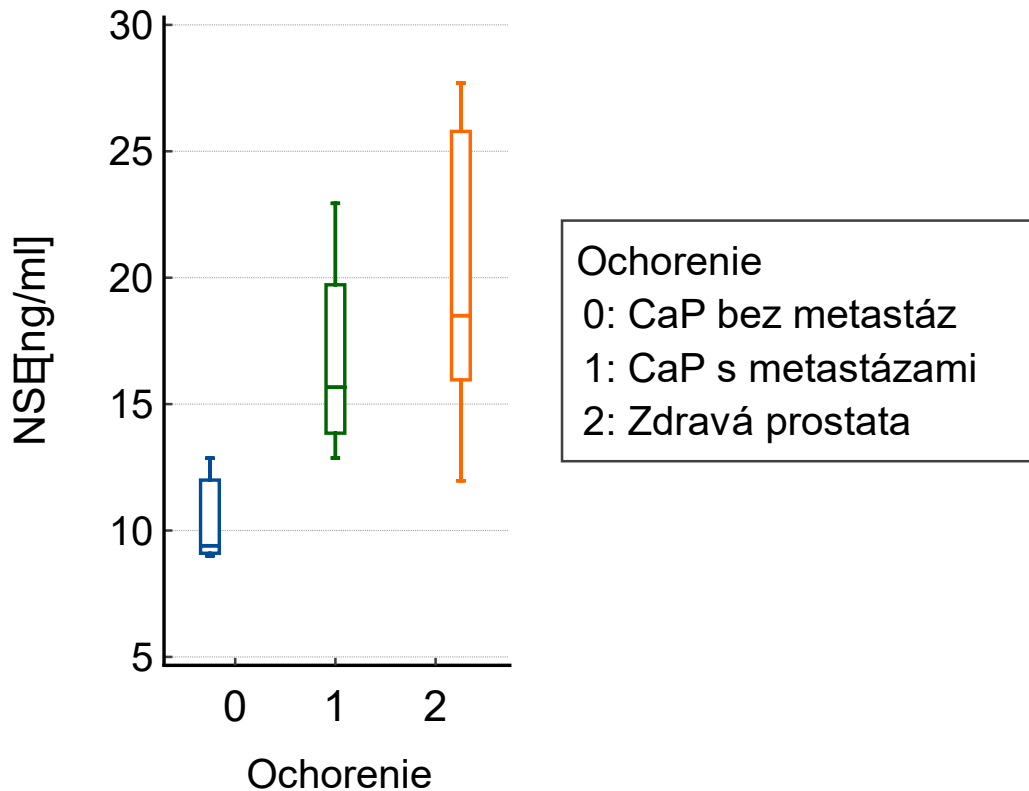 30
25
20
15
10
5
NSE[ng/ml]
0 1 2
Ochorenie
Ochorenie
0: CaP bez metastáz
1: CaP s metastázami
2: Zdravá prostata